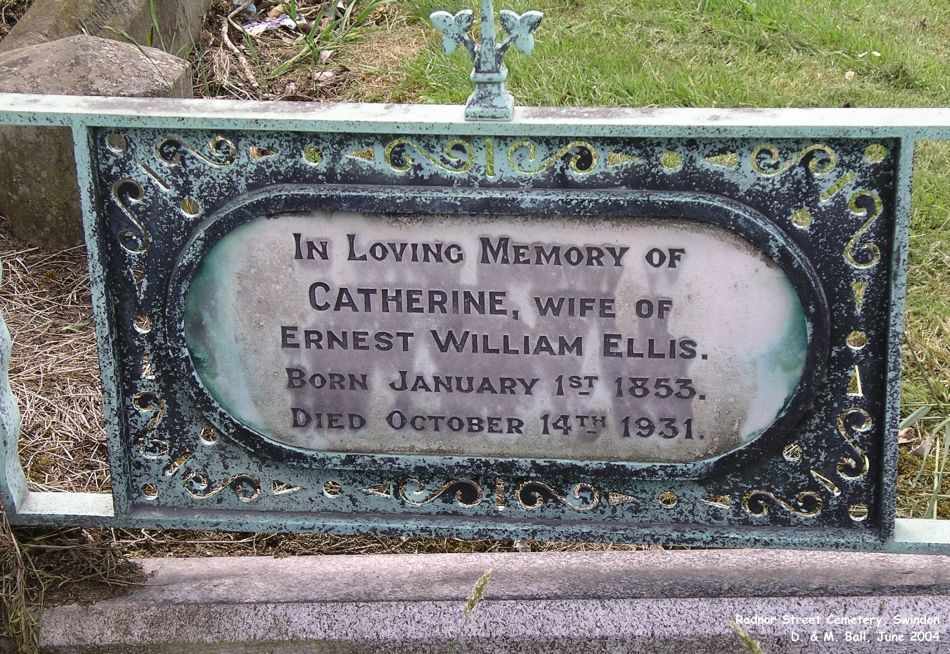 In Loving Memory of
Catherine, wife of
Ernest William Ellis.
Born January 1st 1853.
Died October 14th 1931.
Radnor Street Cemetery, Swindon
D. & M. Ball, June 2004